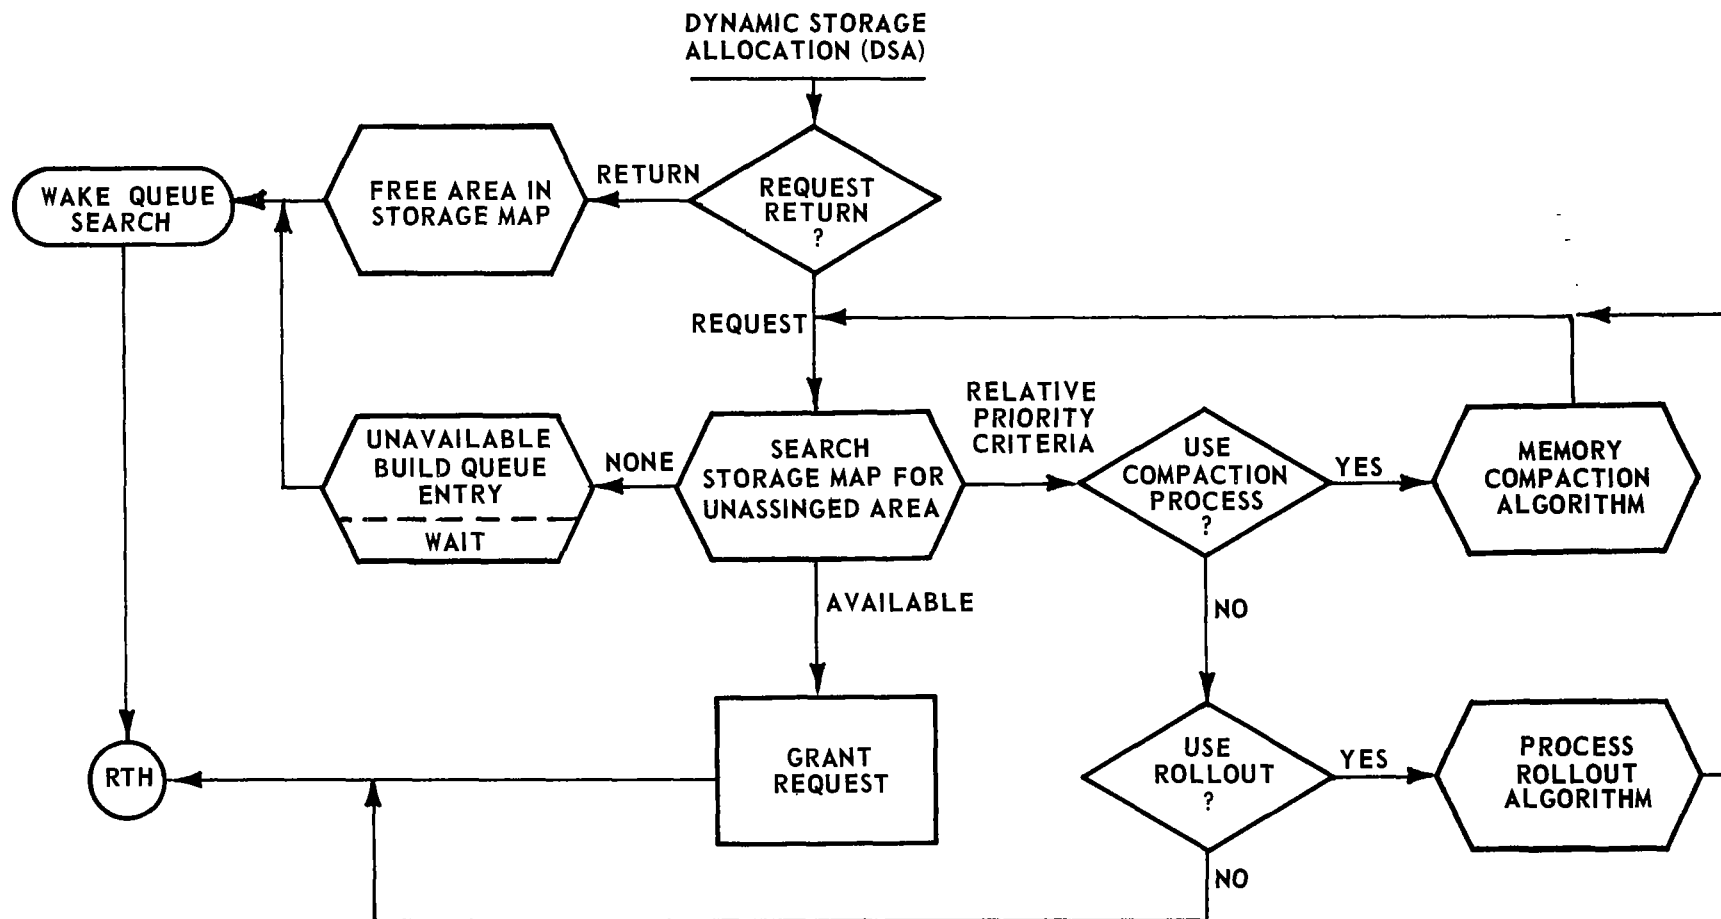 DYNAMIC STORAGE
ALLOCATION (DSA)
WAKE QUEUE
SEARCH
FREE AREA IN
STORAGE MAP
RETURN
REQUEST
RETURN
?
REQUEST
UNAVAILABLE
BUILD QUEUE
ENTRY
WAIT
NONE
SEARCH
STORAGE MAP FOR
UNASSINGED AREA
RELATIVE
PRIORITY
CRITERIA
USE
COMPACTION
PROCESS
?
YES
MEMORY
COMPACTION
ALGORITHM
AVAILABLE
NO
RTH
GRANT
REQUEST
USE
ROLLOUT
?
YES
PROCESS
ROLLOUT
ALGORITHM
NO